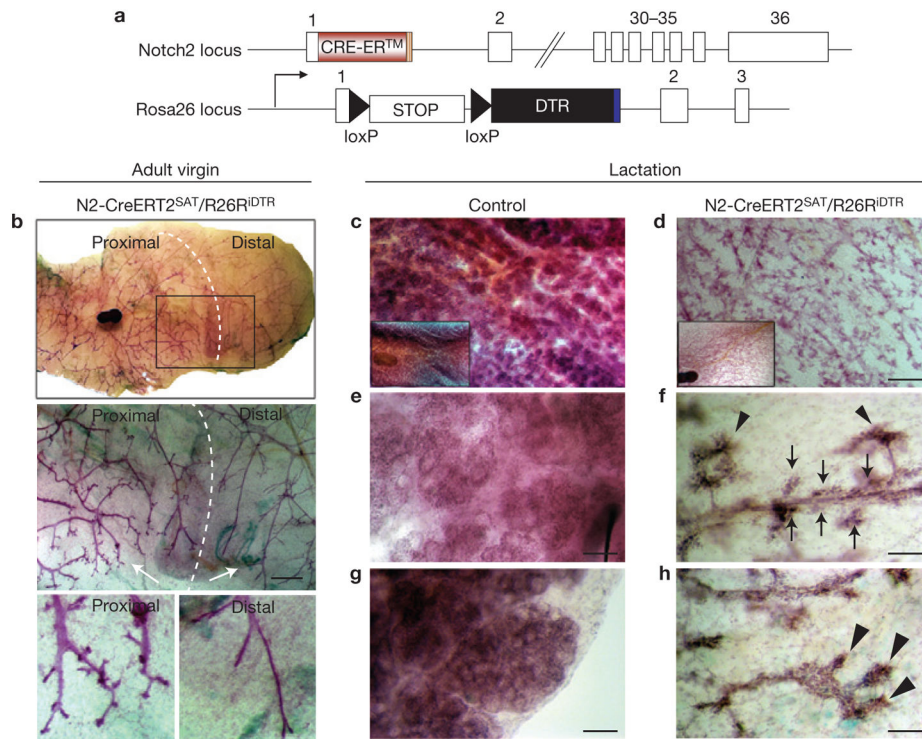 a
1 2 30–35 36
Notch2 locus CRE-ER™
1 2 3
Rosa26 locus STOP DTR
loxP loxP
Adult virgin Lactation
N2-CreERT2ˢᴬᵀ/R26Rⁱᴰᵀᴿ Control N2-CreERT2ˢᴬᵀ/R26Rⁱᴰᵀᴿ
b c d
Proximal Distal
e f
Proximal Distal
g h
Proximal Distal